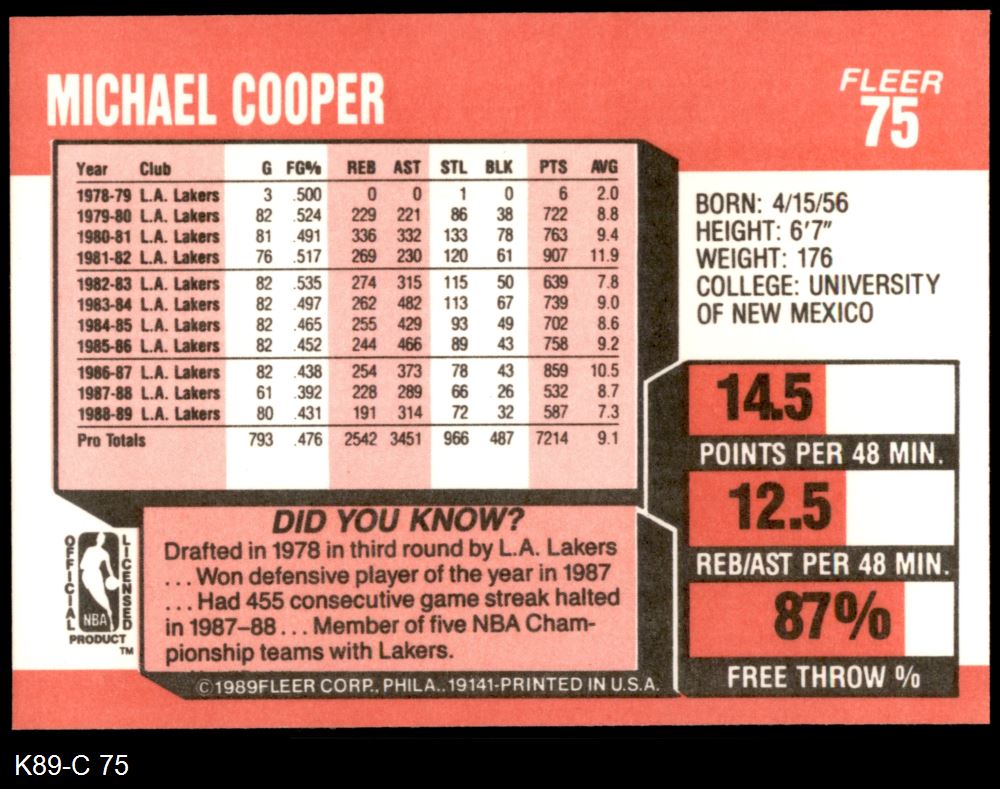 MICHAEL COOPER
FLEER
75
Year Club G FG% REB AST STL BLK PTS AVG
1978-79 L.A. Lakers 3 .500 0 0 1 0 6 2.0
1979-80 L.A. Lakers 82 .524 229 221 86 38 722 8.8
1980-81 L.A. Lakers 81 .491 336 332 133 78 763 9.4
1981-82 L.A. Lakers 76 .517 269 230 120 61 907 11.9
1982-83 L.A. Lakers 82 .535 274 315 115 50 639 7.8
1983-84 L.A. Lakers 82 .497 262 482 113 67 739 9.0
1984-85 L.A. Lakers 82 .465 255 429 93 49 702 8.6
1985-86 L.A. Lakers 82 .452 244 466 89 43 758 9.2
1986-87 L.A. Lakers 82 .438 254 373 78 43 859 10.5
1987-88 L.A. Lakers 61 .392 228 289 66 26 532 8.7
1988-89 L.A. Lakers 80 .431 191 314 72 32 587 7.3
Pro Totals 793 .476 2542 3451 966 487 7214 9.1
BORN: 4/15/56
HEIGHT: 6'7"
WEIGHT: 176
COLLEGE: UNIVERSITY
OF NEW MEXICO
14.5
POINTS PER 48 MIN.
12.5
REB/AST PER 48 MIN.
87%
FREE THROW %
DID YOU KNOW?
Drafted in 1978 in third round by L.A. Lakers
...Won defensive player of the year in 1987
...Had 455 consecutive game streak halted
in 1987-88...Member of five NBA Cham-
pionship teams with Lakers.
OFFICIAL
LICENSED
NBA
PRODUCT
TM
©1989FLEER CORP., PHILA..19141-PRINTED IN U.S.A.
K89-C 75